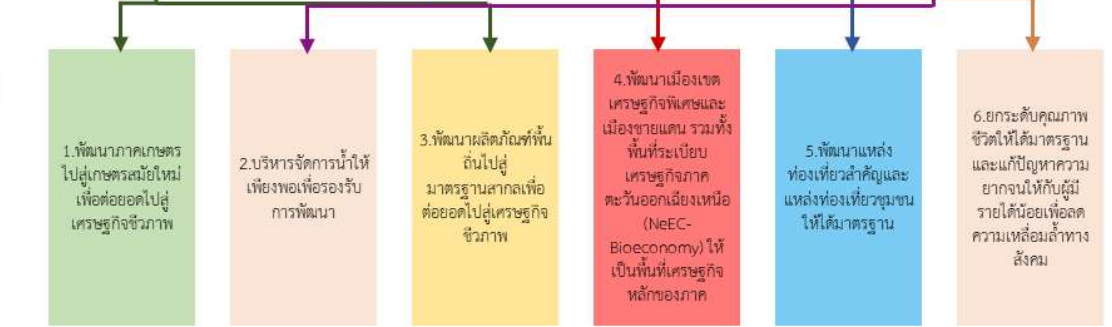 1.พัฒนาภาคเกษตร
ไปสู่เกษตรสมัยใหม่
เพื่อต่อยอดไปสู่
เศรษฐกิจชีวภาพ
2.บริหารจัดการน้ำให้
เพียงพอเพื่อรองรับ
การพัฒนา
3.พัฒนาผลิตภัณฑ์พื้น
ถิ่นไปสู่
มาตรฐานสากลเพื่อ
ต่อยอดไปสู่เศรษฐกิจ
ชีวภาพ
4.พัฒนาเมืองเขต
เศรษฐกิจพิเศษและ
เมืองชายแดน รวมทั้ง
พื้นที่ระเบียบ
เศรษฐกิจภาค
ตะวันออกเฉียงเหนือ
(NeEC-
Bioeconomy) ให้
เป็นพื้นที่เศรษฐกิจ
หลักของภาค
5.พัฒนาแหล่ง
ท่องเที่ยวสำคัญและ
แหล่งท่องเที่ยวชุมชน
ให้ได้มาตรฐาน
6.ยกระดับคุณภาพ
ชีวิตให้ได้มาตรฐาน
และแก้ปัญหาความ
ยากจนให้กับผู้มี
รายได้น้อยเพื่อลด
ความเหลื่อมล้ำทาง
สังคม